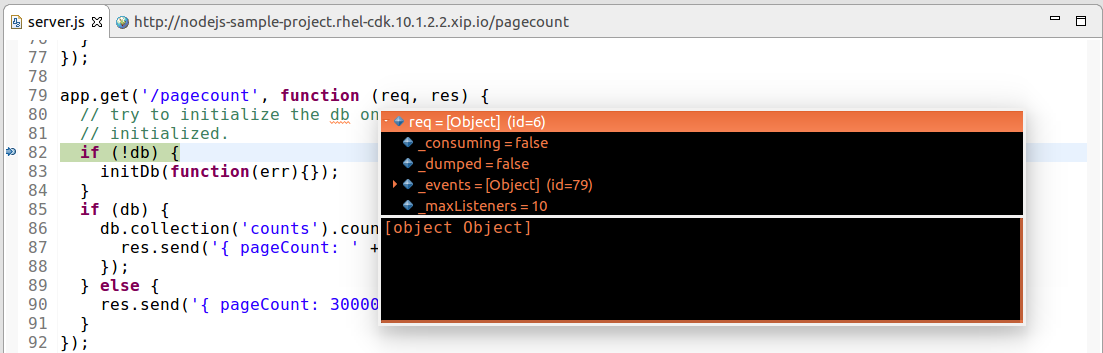 server.js http://nodejs-sample-project.rhel-cdk.10.1.2.2.xip.io/pagecount
76 }
77 });
78
79 app.get('/pagecount', function (req, res) {
80 // try to initialize the db on
81 // initialized.
82 if (!db) {
83 initDb(function(err){});
84 }
85 if (db) {
86 db.collection('counts').coun
87 res.send('{ pageCount: ' +
88 });
89 } else {
90 res.send('{ pageCount: 30000
91 }
92 });
req = [Object] (id=6)
_consuming = false
_dumped = false
_events = [Object] (id=79)
_maxListeners = 10
[object Object]